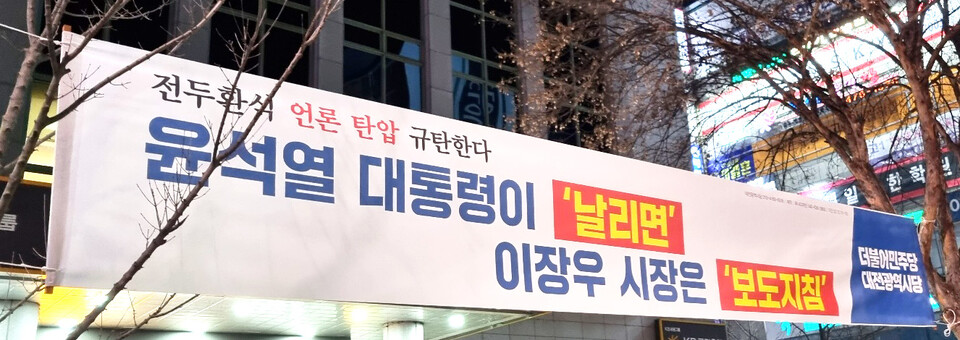 전두환식 언론 탄압 규탄한다
윤석열 대통령이 '날리면'
이장우 시장은 '보도지침'
더불어민주당
대전광역시당